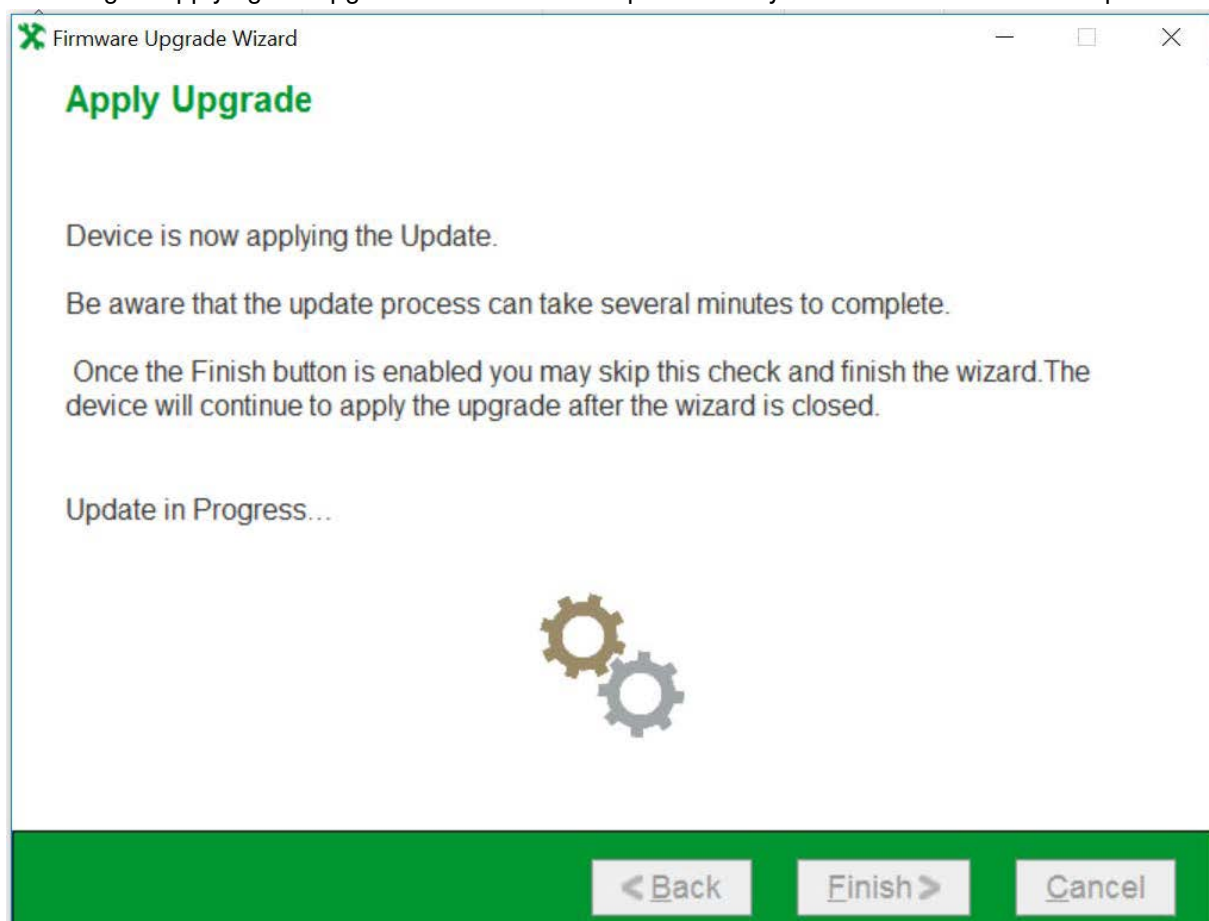 Firmware Upgrade Wizard
Apply Upgrade
Device is now applying the Update.
Be aware that the update process can take several minutes to complete.
Once the Finish button is enabled you may skip this check and finish the wizard.The
device will continue to apply the upgrade after the wizard is closed.
Update in Progress...
< Back
Finish >
Cancel